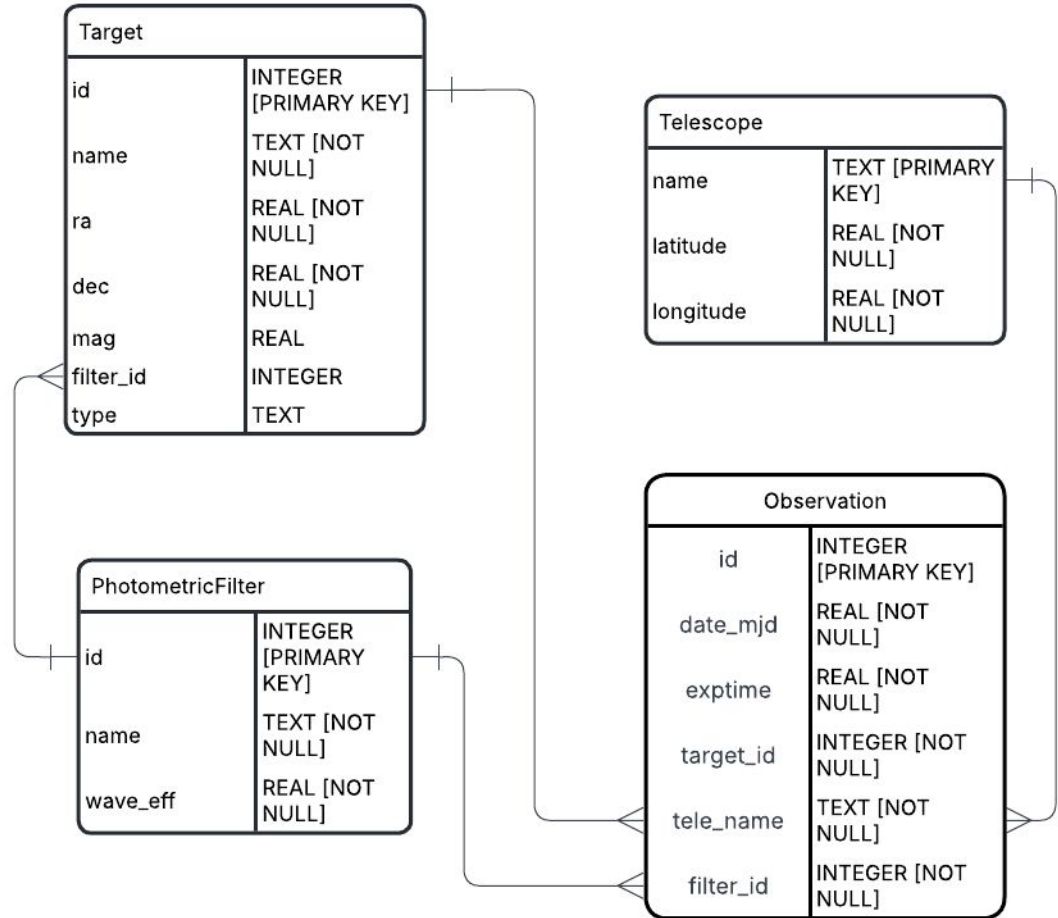 Target
id
INTEGER
[PRIMARY KEY]
name
TEXT [NOT
NULL]
ra
REAL [NOT
NULL]
dec
REAL [NOT
NULL]
mag
REAL
filter_id
INTEGER
type
TEXT
Telescope
name
TEXT [PRIMARY
KEY]
latitude
REAL [NOT
NULL]
longitude
REAL [NOT
NULL]
PhotometricFilter
id
INTEGER
[PRIMARY
KEY]
name
TEXT [NOT
NULL]
wave_eff
REAL [NOT
NULL]
Observation
id
INTEGER
[PRIMARY KEY]
date_mjd
REAL [NOT
NULL]
exptime
REAL [NOT
NULL]
target_id
INTEGER [NOT
NULL]
tele_name
TEXT [NOT
NULL]
filter_id
INTEGER [NOT
NULL]